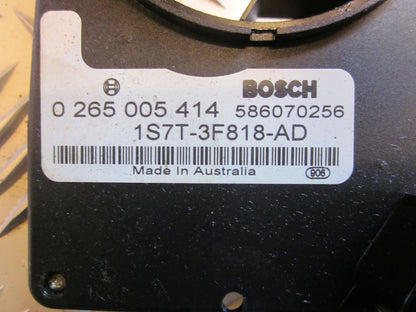 BOSCH
0 265 005 414 586070256
1S7T-3F818-AD
Made In Australia
906